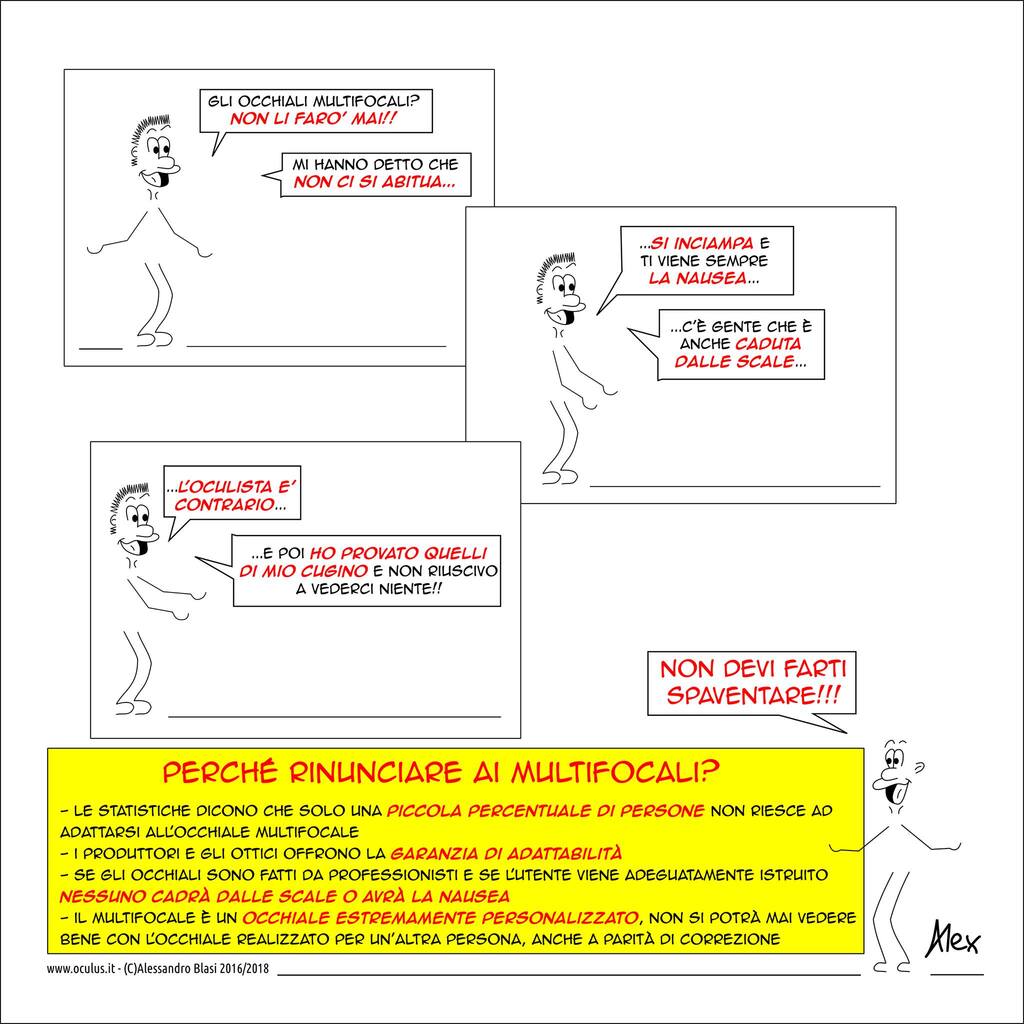 GLI OCCHIALI MULTIFOCALI?
NON LI FARO' MAI!!
MI HANNO DETTO CHE
NON CI SI ABITUA...
...SI INCIAMPA E
TI VIENE SEMPRE
LA NAUSEA...
...C'È GENTE CHE È
ANCHE CADUTA
DALLE SCALE...
...L'OCULISTA E'
CONTRARIO...
...E POI HO PROVATO QUELLI
DI MIO CUGINO E NON RIUSCIVO
A VEDERCI NIENTE!!
NON DEVI FARTI
SPAVENTARE!!!
PERCHÉ RINUNCIARE AI MULTIFOCALI?
- LE STATISTICHE DICONO CHE SOLO UNA PICCOLA PERCENTUALE DI PERSONE NON RIESCE AD
ADATTARSI ALL'OCCHIALE MULTIFOCALE
- I PRODUTTORI E GLI OTTICI OFFRONO LA GARANZIA DI ADATTABILITÀ
- SE GLI OCCHIALI SONO FATTI DA PROFESSIONISTI E SE L'UTENTE VIENE ADEGUATAMENTE ISTRUITO
NESSUNO CADRÀ DALLE SCALE O AVRÀ LA NAUSEA
- IL MULTIFOCALE È UN OCCHIALE ESTREMAMENTE PERSONALIZZATO, NON SI POTRÀ MAI VEDERE
BENE CON L'OCCHIALE REALIZZATO PER UN'ALTRA PERSONA, ANCHE A PARITÀ DI CORREZIONE
Alex
www.oculus.it - (C)Alessandro Blasi 2016/2018